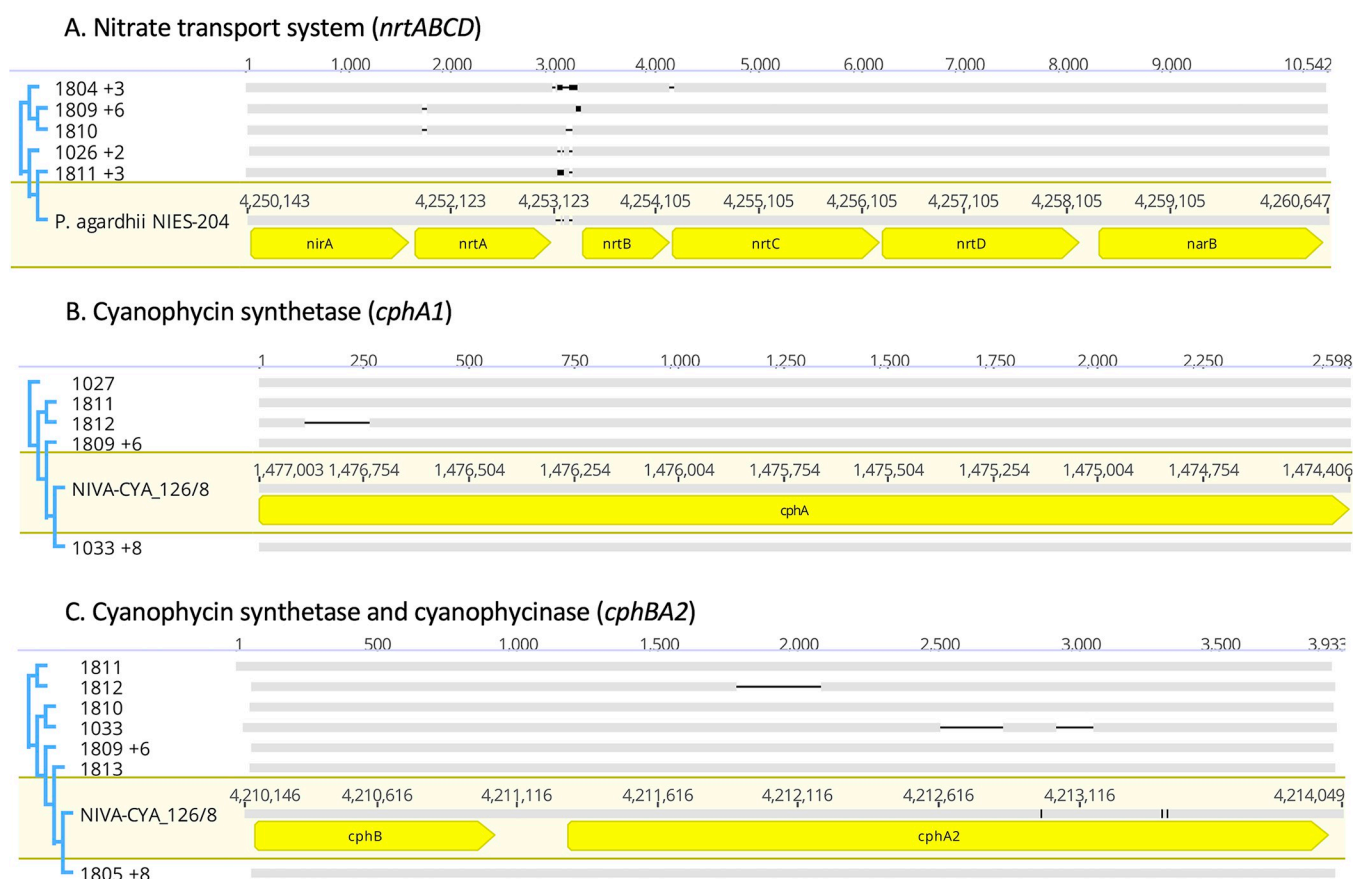 A. Nitrate transport system (nrtABCD)
1 1,000 2,000 3,000 4,000 5,000 6,000 7,000 8,000 9,000 10,542
1804 +3
1809 +6
1810
1026 +2
1811 +3
4,250,143 4,252,123 4,253,123 4,254,105 4,255,105 4,256,105 4,257,105 4,258,105 4,259,105 4,260,647
P. agardhii NIES-204
nirA nrtA nrtB nrtC nrtD narB
B. Cyanophycin synthetase (cphA1)
1 250 500 750 1,000 1,250 1,500 1,750 2,000 2,250 2,598
1027
1811
1812
1809 +6
1,477,003 1,476,754 1,476,504 1,476,254 1,476,004 1,475,754 1,475,504 1,475,254 1,475,004 1,474,754 1,474,406
NIVA-CYA_126/8
cphA
1033 +8
C. Cyanophycin synthetase and cyanophycinase (cphBA2)
1 500 1,000 1,500 2,000 2,500 3,000 3,500 3,933
1811
1812
1810
1033
1809 +6
1813
4,210,146 4,210,616 4,211,116 4,211,616 4,212,116 4,212,616 4,213,116 4,214,049
NIVA-CYA_126/8
cphB cphA2
1805 +8